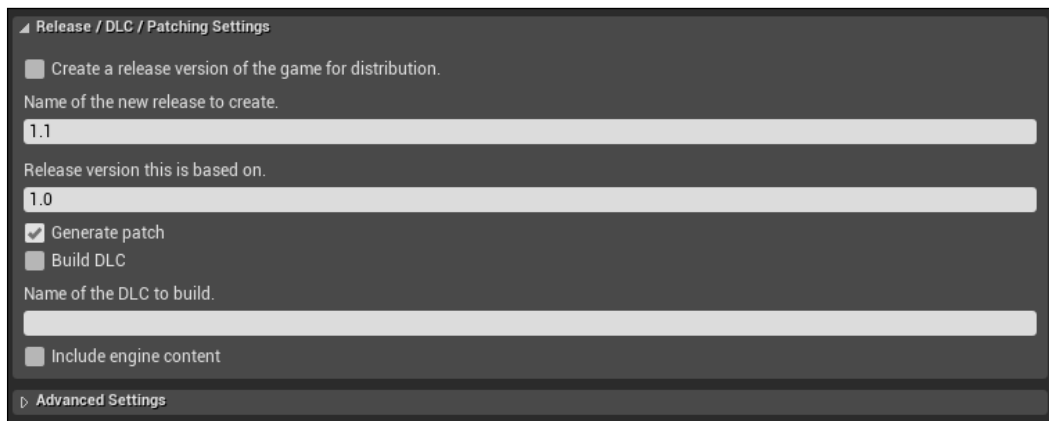 Release / DLC / Patching Settings
Create a release version of the game for distribution.
Name of the new release to create.
1.1
Release version this is based on.
1.0
Generate patch
Build DLC
Name of the DLC to build.
Include engine content
Advanced Settings